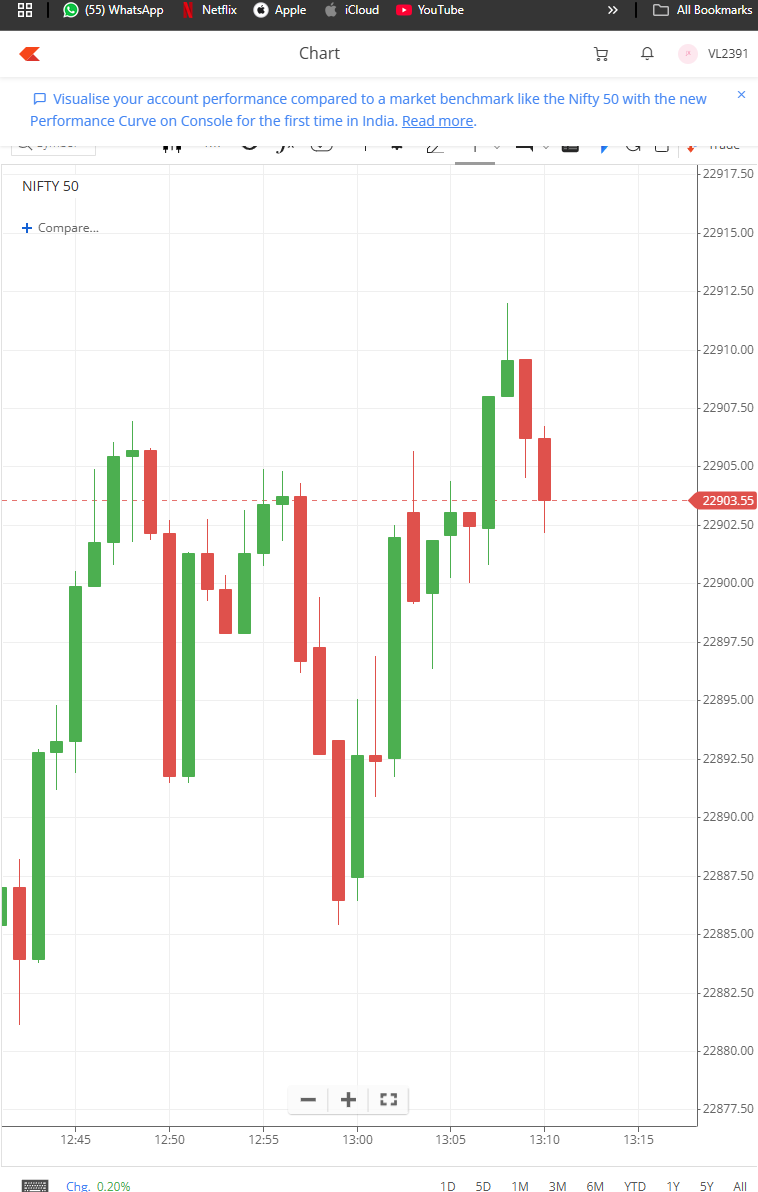 (55) WhatsApp Netflix Apple iCloud YouTube » All Bookmarks
Chart VL2391
Visualise your account performance compared to a market benchmark like the Nifty 50 with the new
Performance Curve on Console for the first time in India. Read more.
NIFTY 50
+ Compare...
22917.50
22915.00
22912.50
22910.00
22907.50
22905.00
22903.55
22902.50
22900.00
22897.50
22895.00
22892.50
22890.00
22887.50
22885.00
22882.50
22880.00
22877.50
12:45 12:50 12:55 13:00 13:05 13:10 13:15
Chg. 0.20% 1D 5D 1M 3M 6M YTD 1Y 5Y All